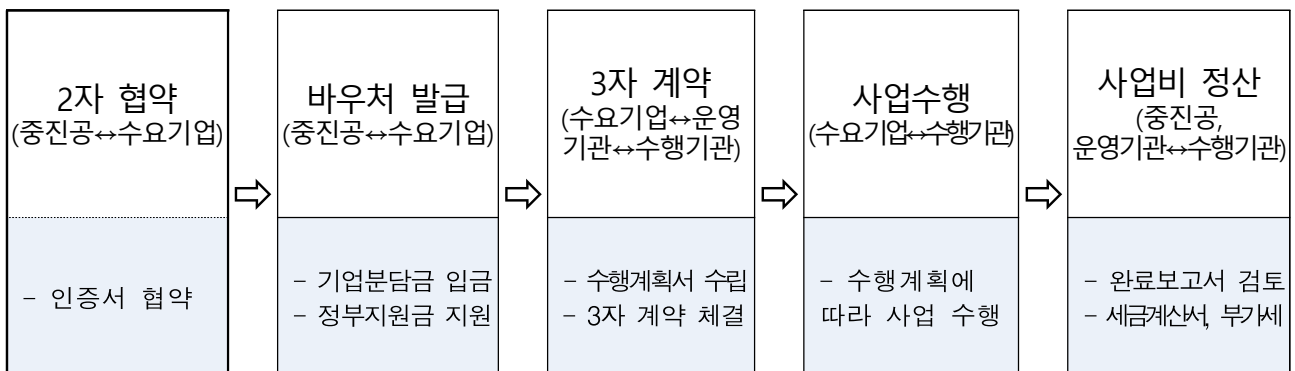 2자 협약
(중진공↔수요기업)
- 인증서 협약
⇨
바우처 발급
(중진공↔수요기업)
- 기업분담금 입금
- 정부지원금 지원
⇨
3자 계약
(수요기업↔운영
기관↔수행기관)
- 수행계획서 수립
- 3자 계약 체결
⇨
사업수행
(수요기업↔수행기관)
- 수행계획에
따라 사업 수행
⇨
사업비 정산
(중진공,
운영기관↔수행기관)
- 완료보고서 검토
- 세금계산서, 부가세